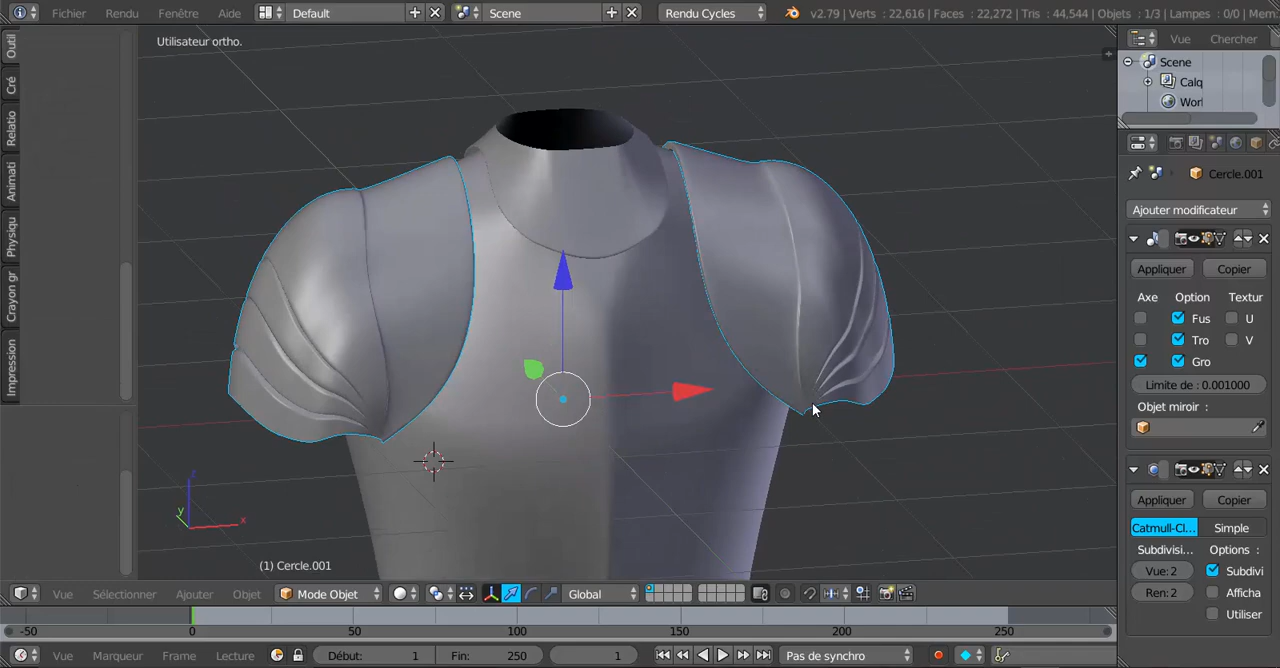 Fichier Rendu Fenêtre Aide Default Scene Rendu Cycles v2.79 | Verts : 22,616 | Faces : 22,272 | Tris : 44,544 | Objets : 1/3 | Lampes : 0/0 | Mem
Utilisateur ortho.
Vue Chercher
Scene
Calq
Worl
Outil
Cré
Relatio
Animati
Physiqu
Crayon gr
Impression
Cercle.001
Ajouter modificateur
Appliquer Copier
Axe Option Textur
Fus U
Tro V
Gro
Limite de : 0.001000
Objet miroir :
Appliquer Copier
Catmull-Cl... Simple
Subdivisi... Options :
Vue: 2 Subdivi
Ren: 2 Afficha
Utiliser
z
y
x
(1) Cercle.001
Vue Sélectionner Ajouter Objet Mode Objet Global
-50 0 50 100 150 200 250
Vue Marqueur Frame Lecture Début: 1 Fin: 250 1 Pas de synchro